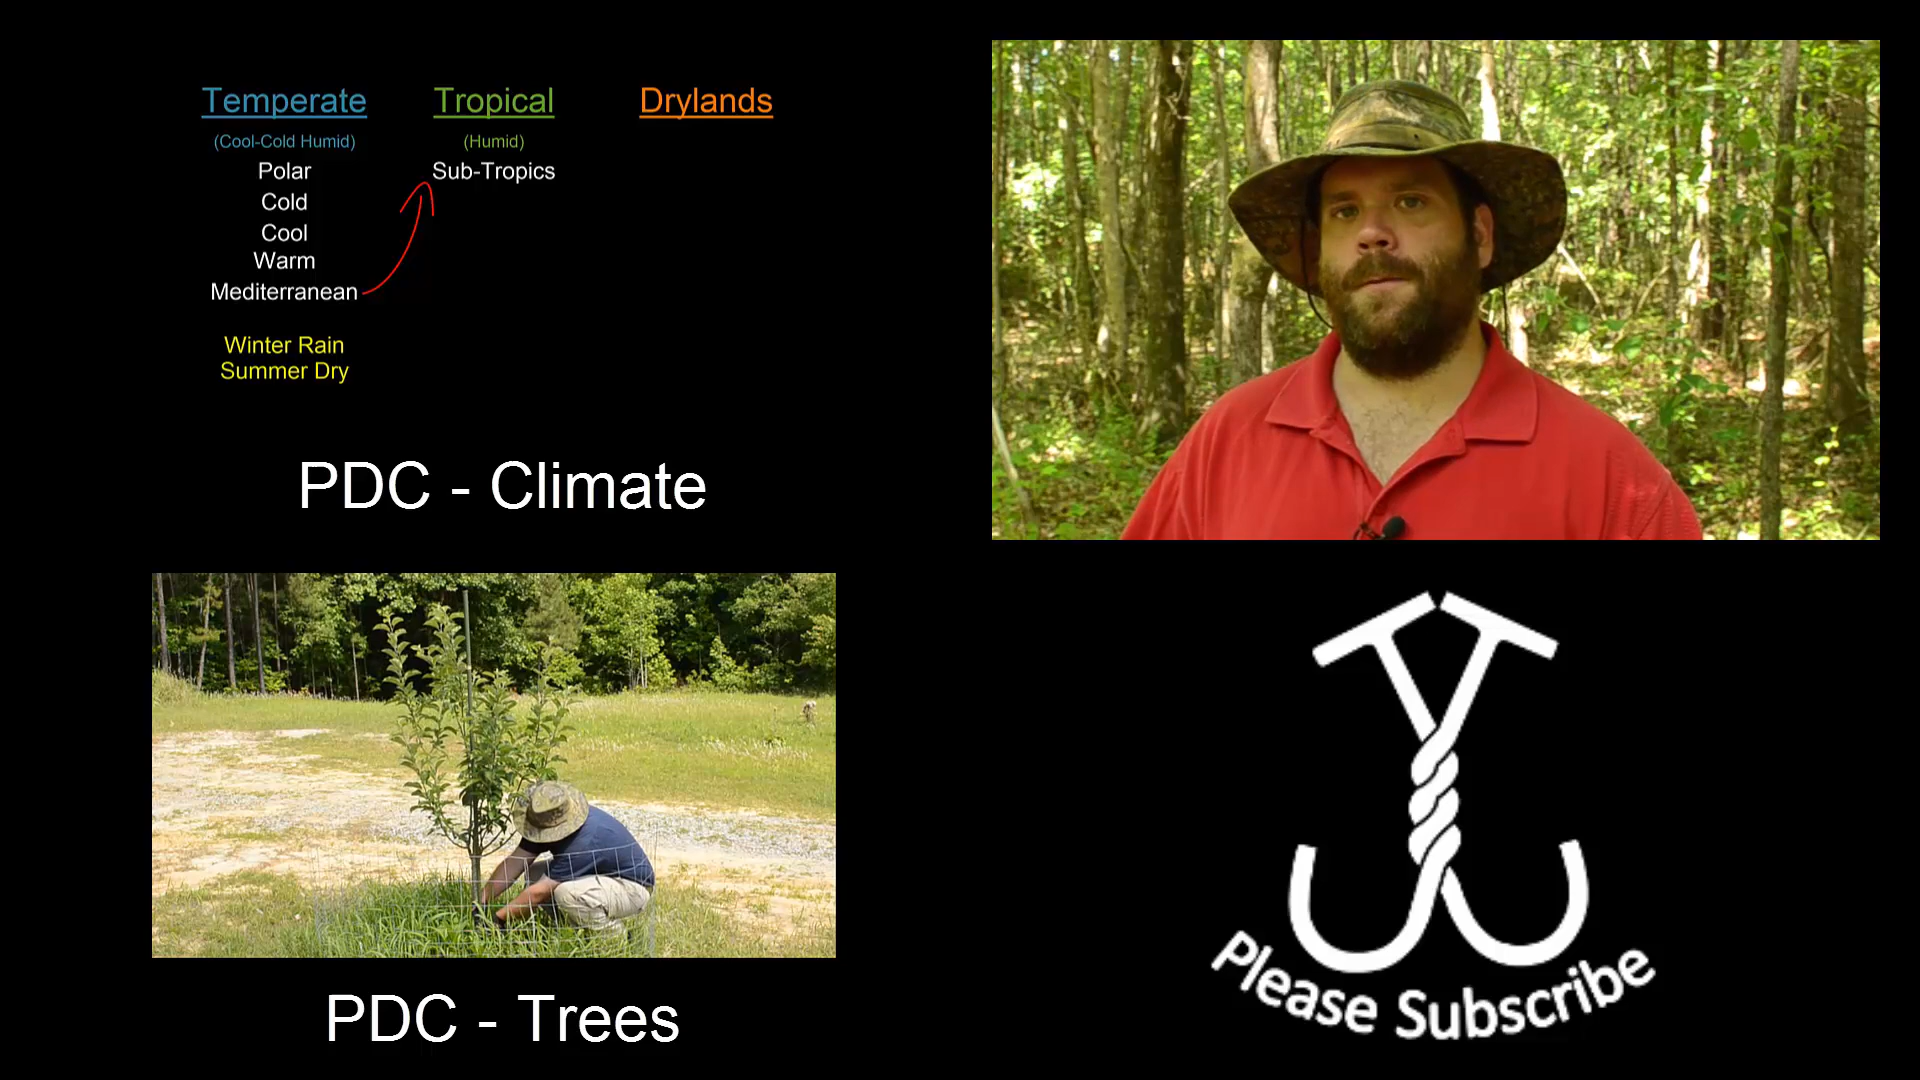 Temperate
Tropical
Drylands
(Cool-Cold Humid)
(Humid)
Polar
Sub-Tropics
Cold
Cool
Warm
Mediterranean
Winter Rain
Summer Dry
PDC - Climate
PDC - Trees
Please Subscribe